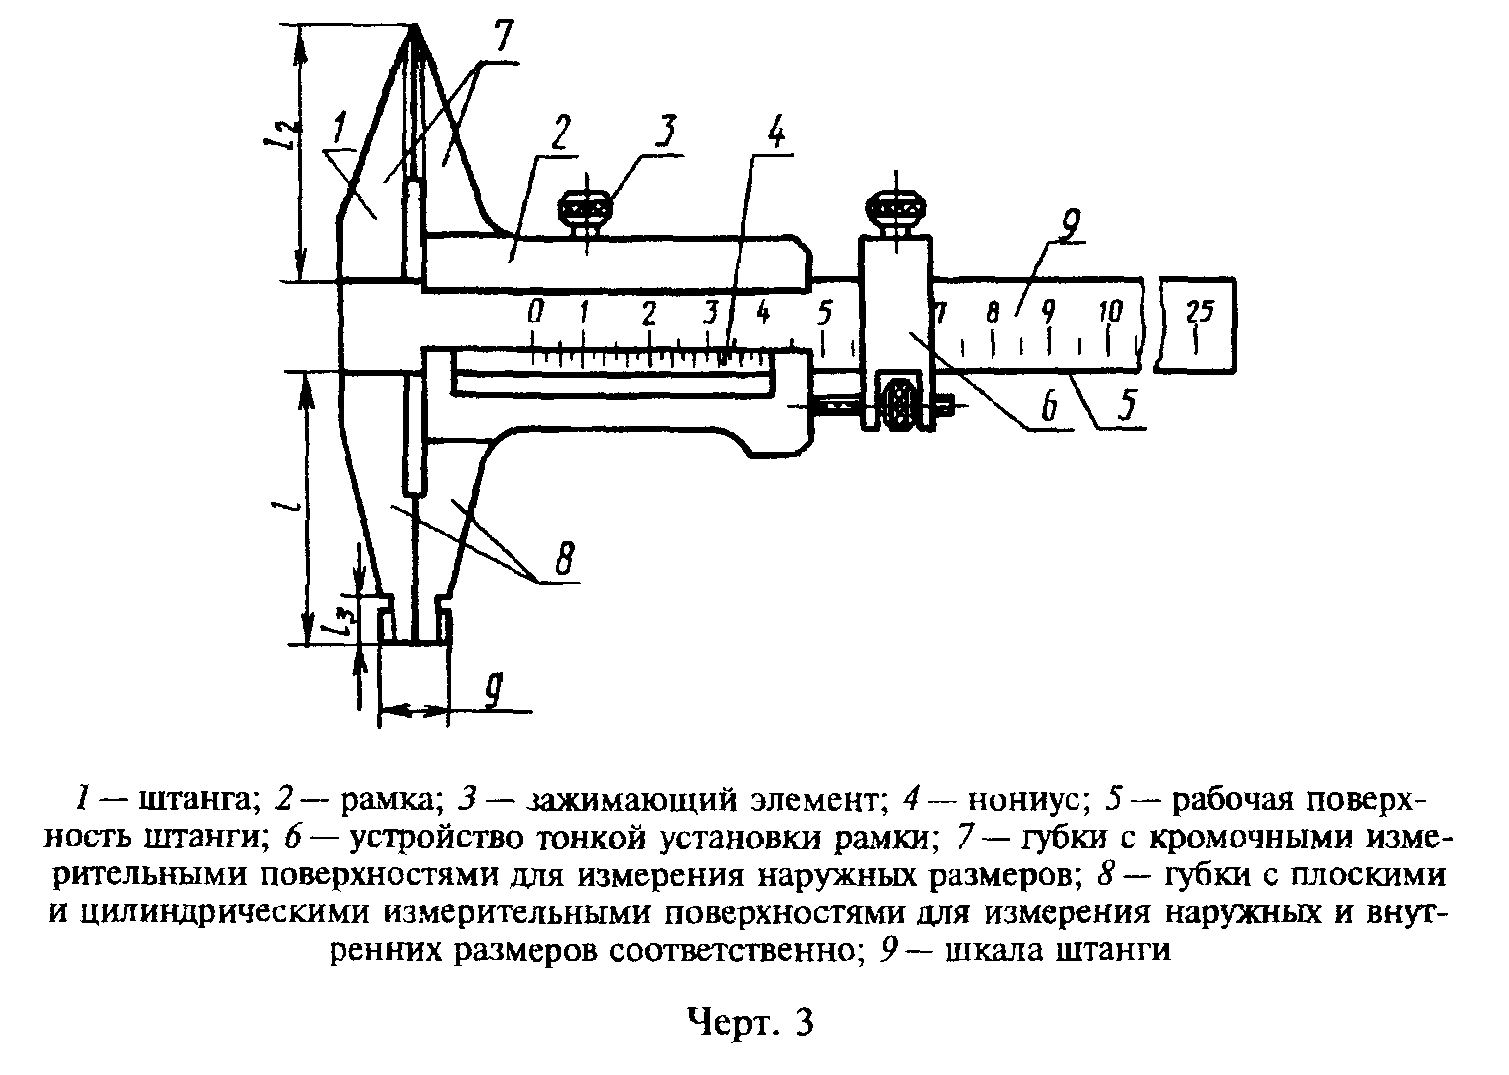 7
l2
1
2
3
4
9
0 1 2 3 4 5 7 8 9 10 25
6
5
l
8
l3
g
1 — штанга; 2 — рамка; 3 — зажимающий элемент; 4 — нониус; 5 — рабочая поверх-
ность штанги; 6 — устройство тонкой установки рамки; 7 — губки с кромочными изме-
рительными поверхностями для измерения наружных размеров; 8 — губки с плоскими
и цилиндрическими измерительными поверхностями для измерения наружных и внут-
ренних размеров соответственно; 9 — шкала штанги
Черт. 3